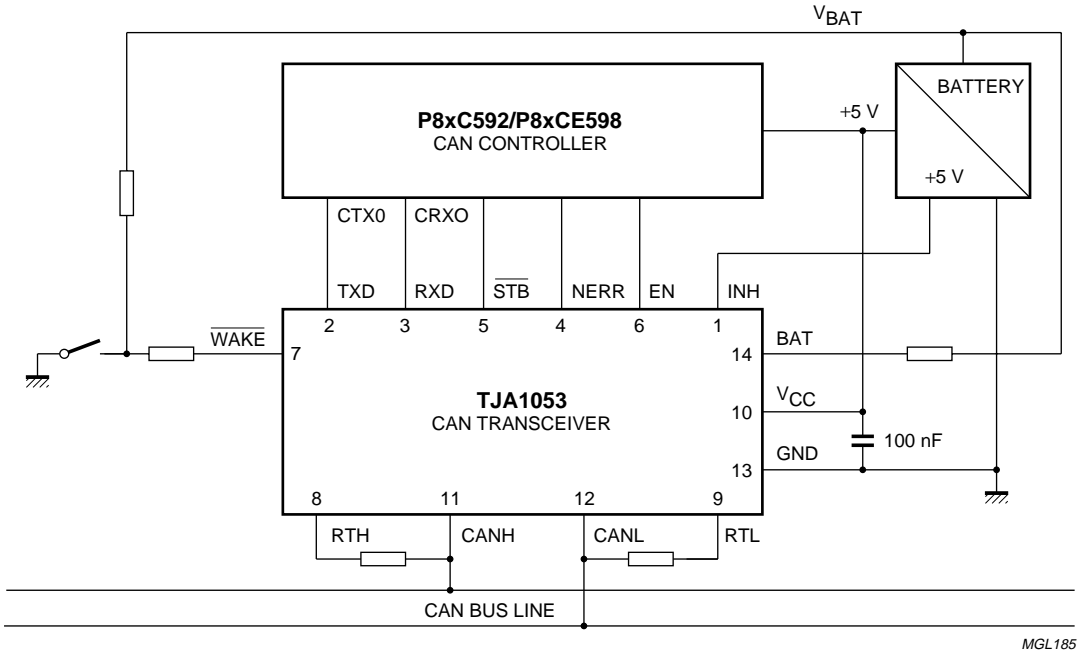 VBAT
P8xC592/P8xCE598
CAN CONTROLLER
BATTERY
+5 V
+5 V
CTX0
CRXO
TXD
RXD
STB
NERR
EN
INH
2
3
5
4
6
1
WAKE
7
14
BAT
TJA1053
CAN TRANSCEIVER
10
VCC
100 nF
13
GND
8
11
12
9
RTH
CANH
CANL
RTL
CAN BUS LINE
MGL185